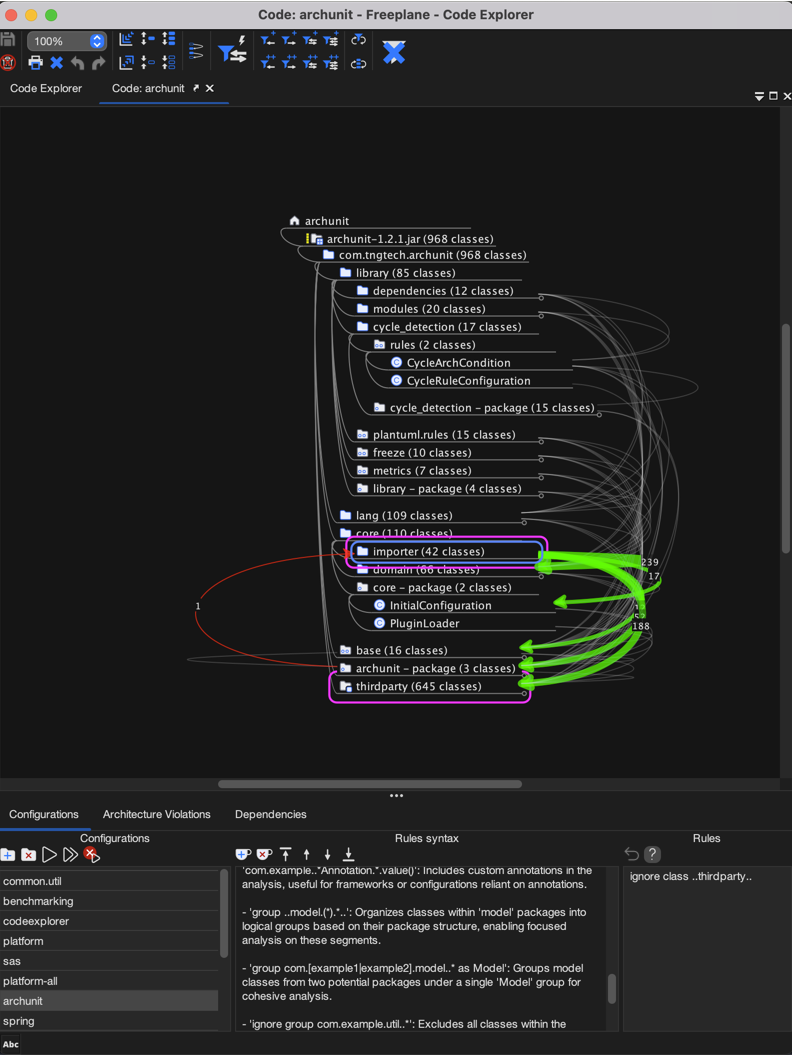 Code: archunit - Freeplane - Code Explorer
100%
Code Explorer
Code: archunit
archunit
archunit-1.2.1.jar (968 classes)
com.tngtech.archunit (968 classes)
library (85 classes)
dependencies (12 classes)
modules (20 classes)
cycle_detection (17 classes)
rules (2 classes)
CycleArchCondition
CycleRuleConfiguration
cycle_detection - package (15 classes)
plantuml.rules (15 classes)
freeze (10 classes)
metrics (7 classes)
library - package (4 classes)
lang (109 classes)
core (110 classes)
importer (42 classes)
239
domain (66 classes)
17
core - package (2 classes)
InitialConfiguration
1
PluginLoader
188
base (16 classes)
archunit - package (3 classes)
thirdparty (645 classes)
Configurations
Architecture Violations
Dependencies
Configurations
common.util
benchmarking
codeexplorer
platform
sas
platform-all
archunit
spring
Rules syntax
'com.example..*Annotation.*.value()': Includes custom annotations in the
analysis, useful for frameworks or configurations reliant on annotations.
- 'group ..model.(*).*..': Organizes classes within 'model' packages into
logical groups based on their package structure, enabling focused
analysis on these segments.
- 'group com.[example1|example2].model..* as Model': Groups model
classes from two potential packages under a single 'Model' group for
cohesive analysis.
- 'ignore group com.example.util..*': Excludes all classes within the
Rules
?
ignore class ..thirdparty..
Abc